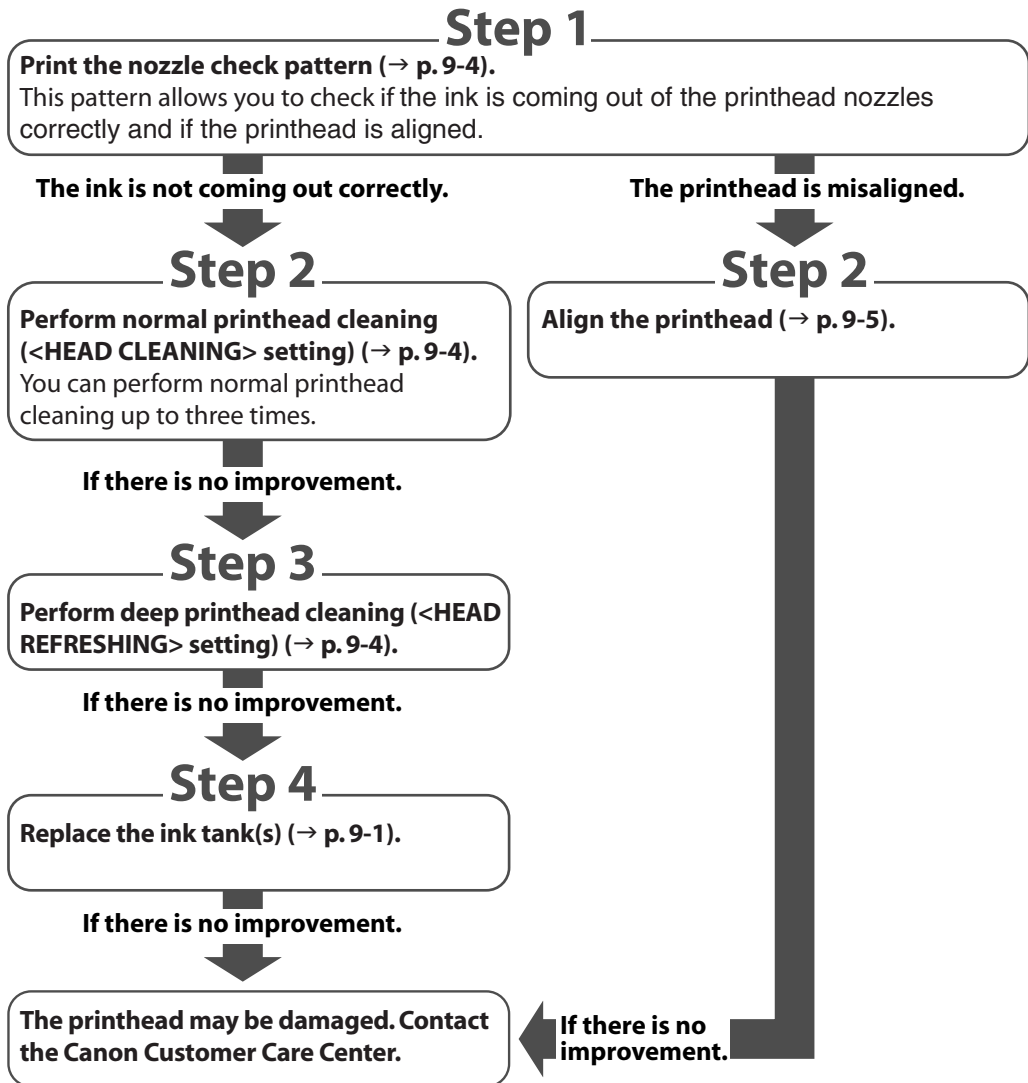 Step 1
Print the nozzle check pattern (→ p. 9-4).
This pattern allows you to check if the ink is coming out of the printhead nozzles
correctly and if the printhead is aligned.
The ink is not coming out correctly.
The printhead is misaligned.
Step 2
Perform normal printhead cleaning
(<HEAD CLEANING> setting) (→ p. 9-4).
You can perform normal printhead
cleaning up to three times.
Step 2
Align the printhead (→ p. 9-5).
If there is no improvement.
Step 3
Perform deep printhead cleaning (<HEAD
REFRESHING> setting) (→ p. 9-4).
If there is no improvement.
Step 4
Replace the ink tank(s) (→ p. 9-1).
If there is no improvement.
The printhead may be damaged. Contact
the Canon Customer Care Center.
If there is no
improvement.